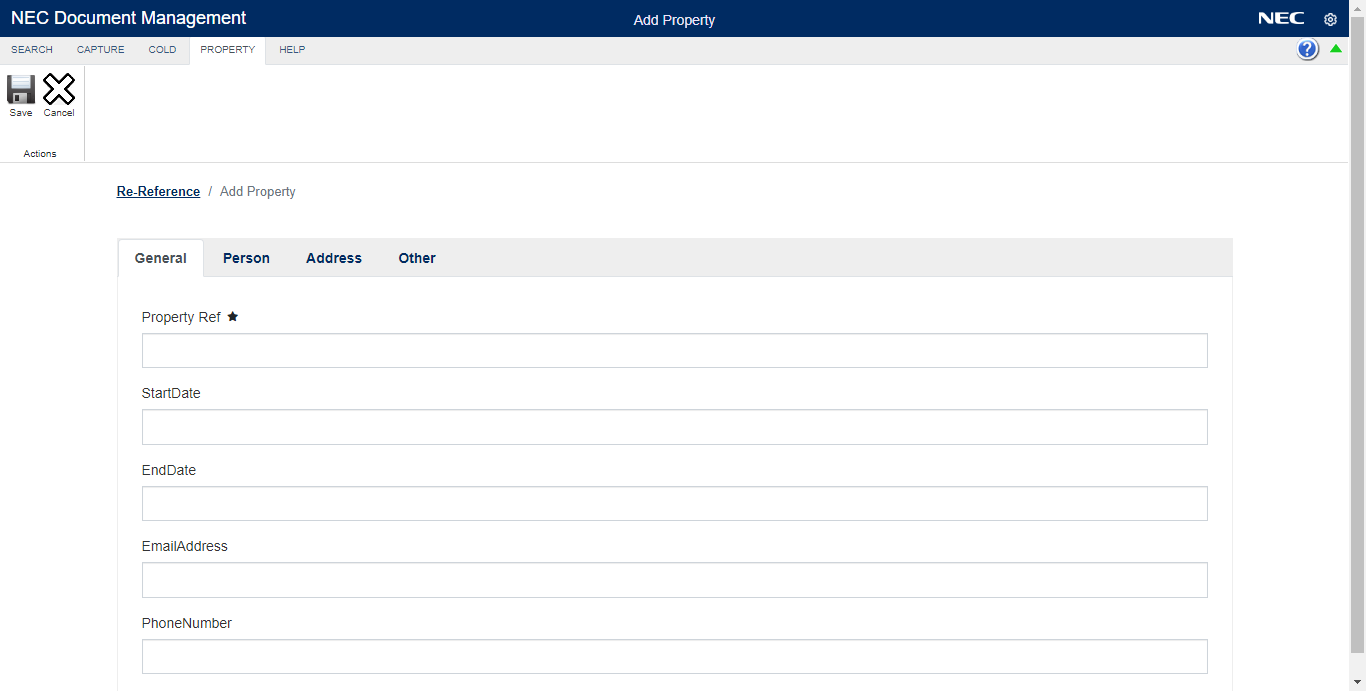 NEC Document Management
Add Property
NEC
SEARCH CAPTURE COLD PROPERTY HELP
?
Save Cancel
Actions
Re-Reference / Add Property
General Person Address Other
Property Ref ★
StartDate
EndDate
EmailAddress
PhoneNumber